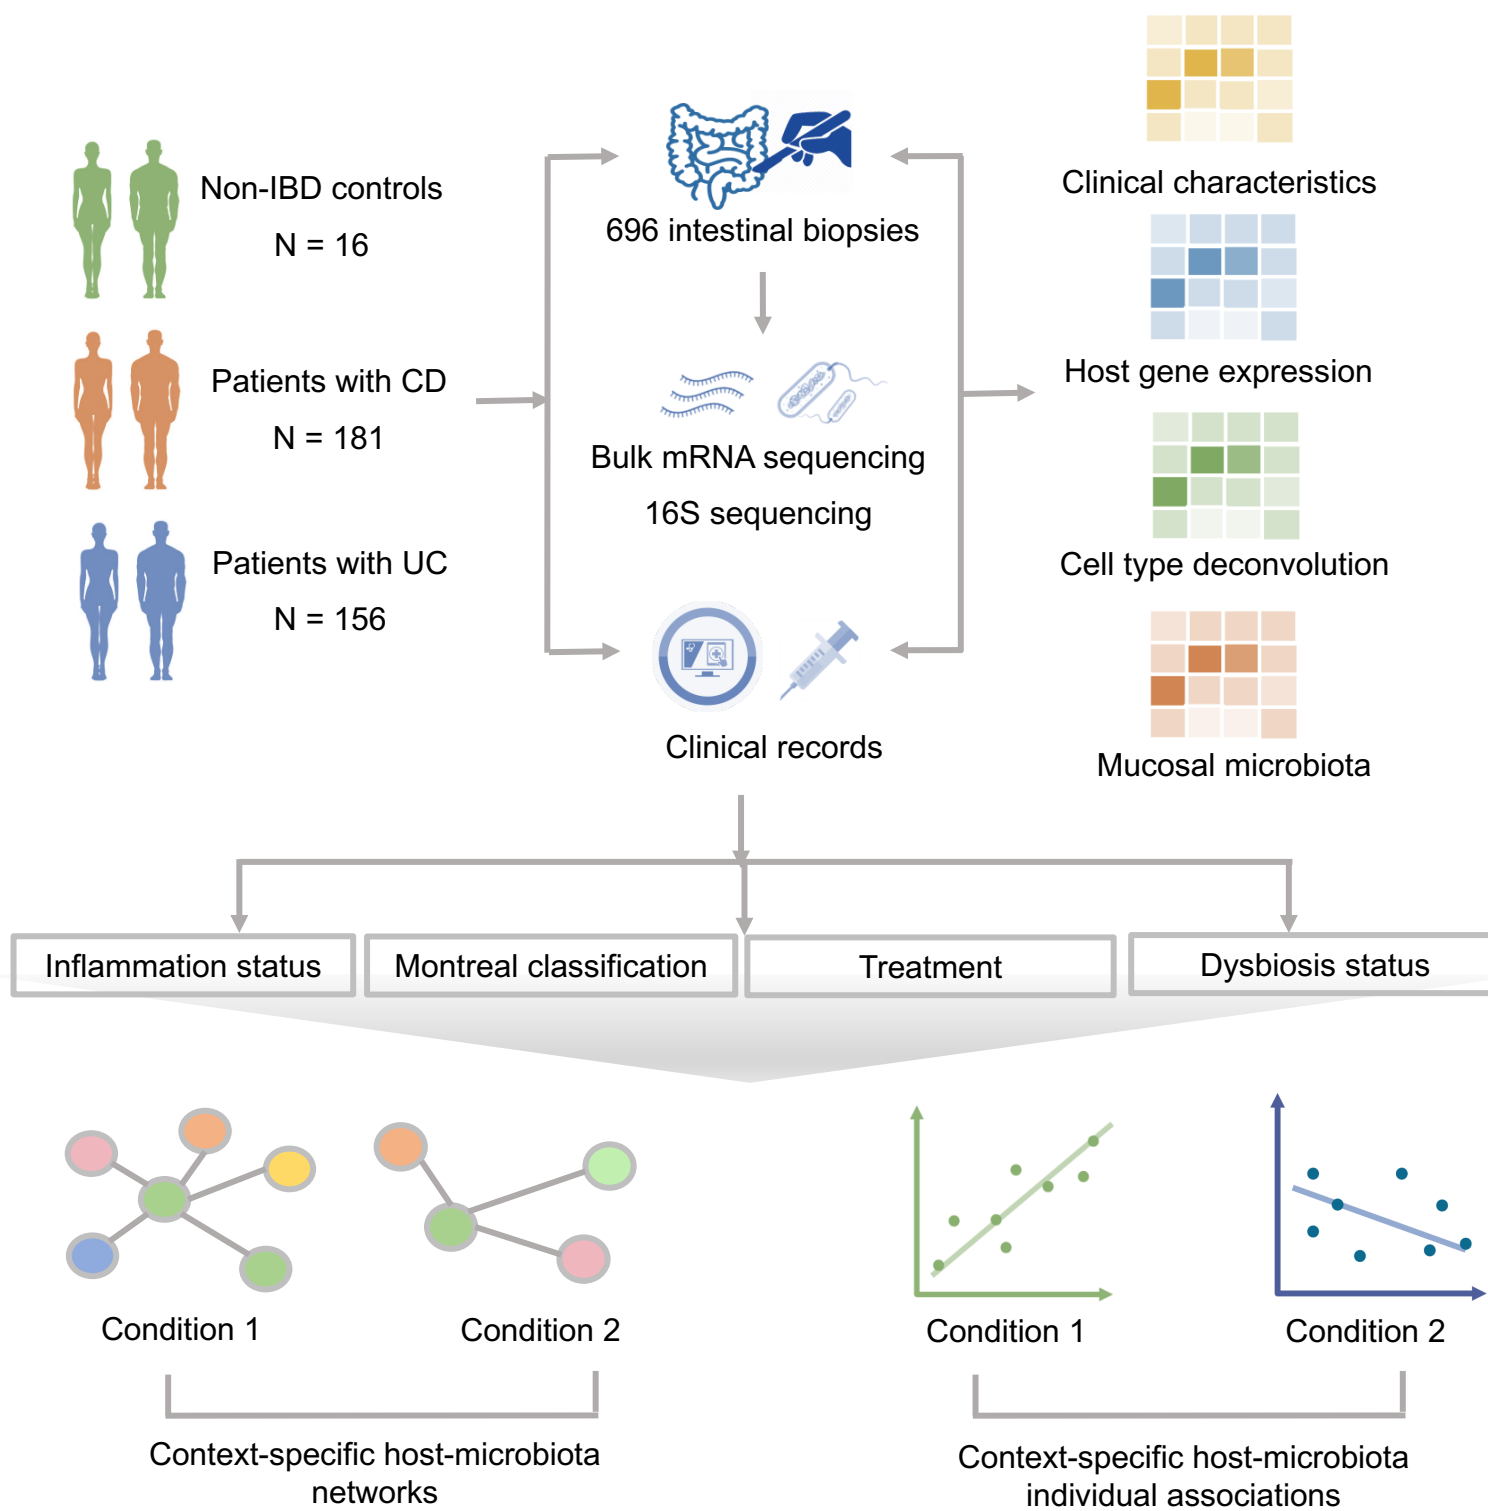 Non-IBD controls
N = 16
Patients with CD
N = 181
Patients with UC
N = 156
696 intestinal biopsies
Bulk mRNA sequencing
16S sequencing
Clinical records
Clinical characteristics
Host gene expression
Cell type deconvolution
Mucosal microbiota
Inflammation status
Montreal classification
Treatment
Dysbiosis status
Condition 1
Condition 2
Condition 1
Condition 2
Context-specific host-microbiota
networks
Context-specific host-microbiota
individual associations